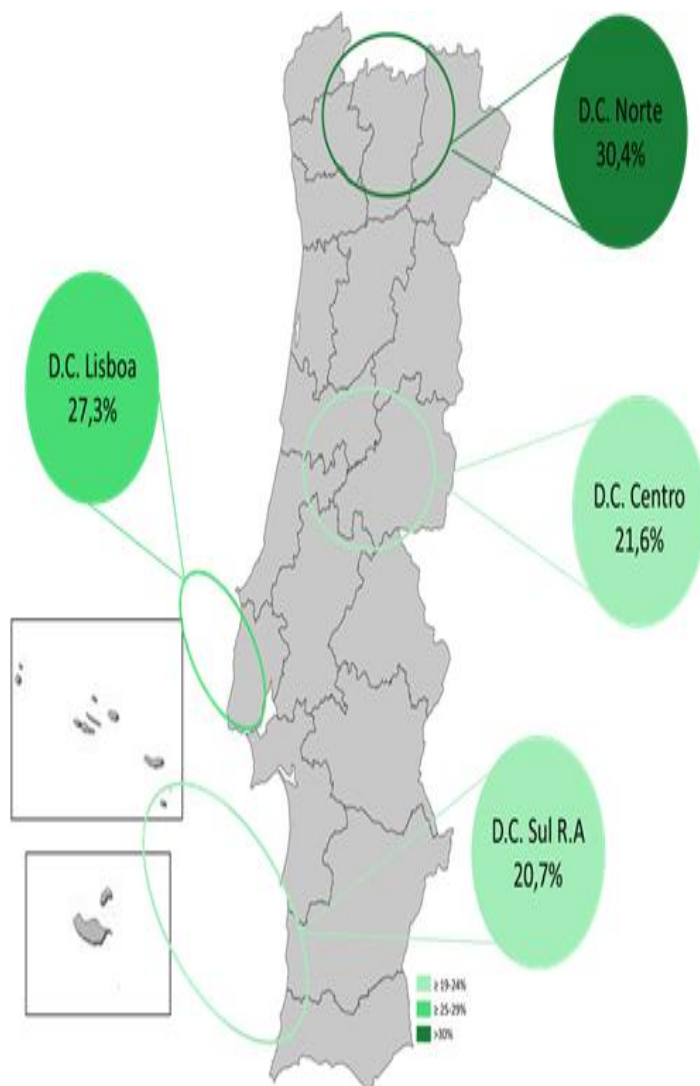 D.C. Norte
30,4%
D.C. Lisboa
27,3%
D.C. Centro
21,6%
D.C. Sul R.A
20,7%
≥ 19-24%
≥ 25-29%
>30%